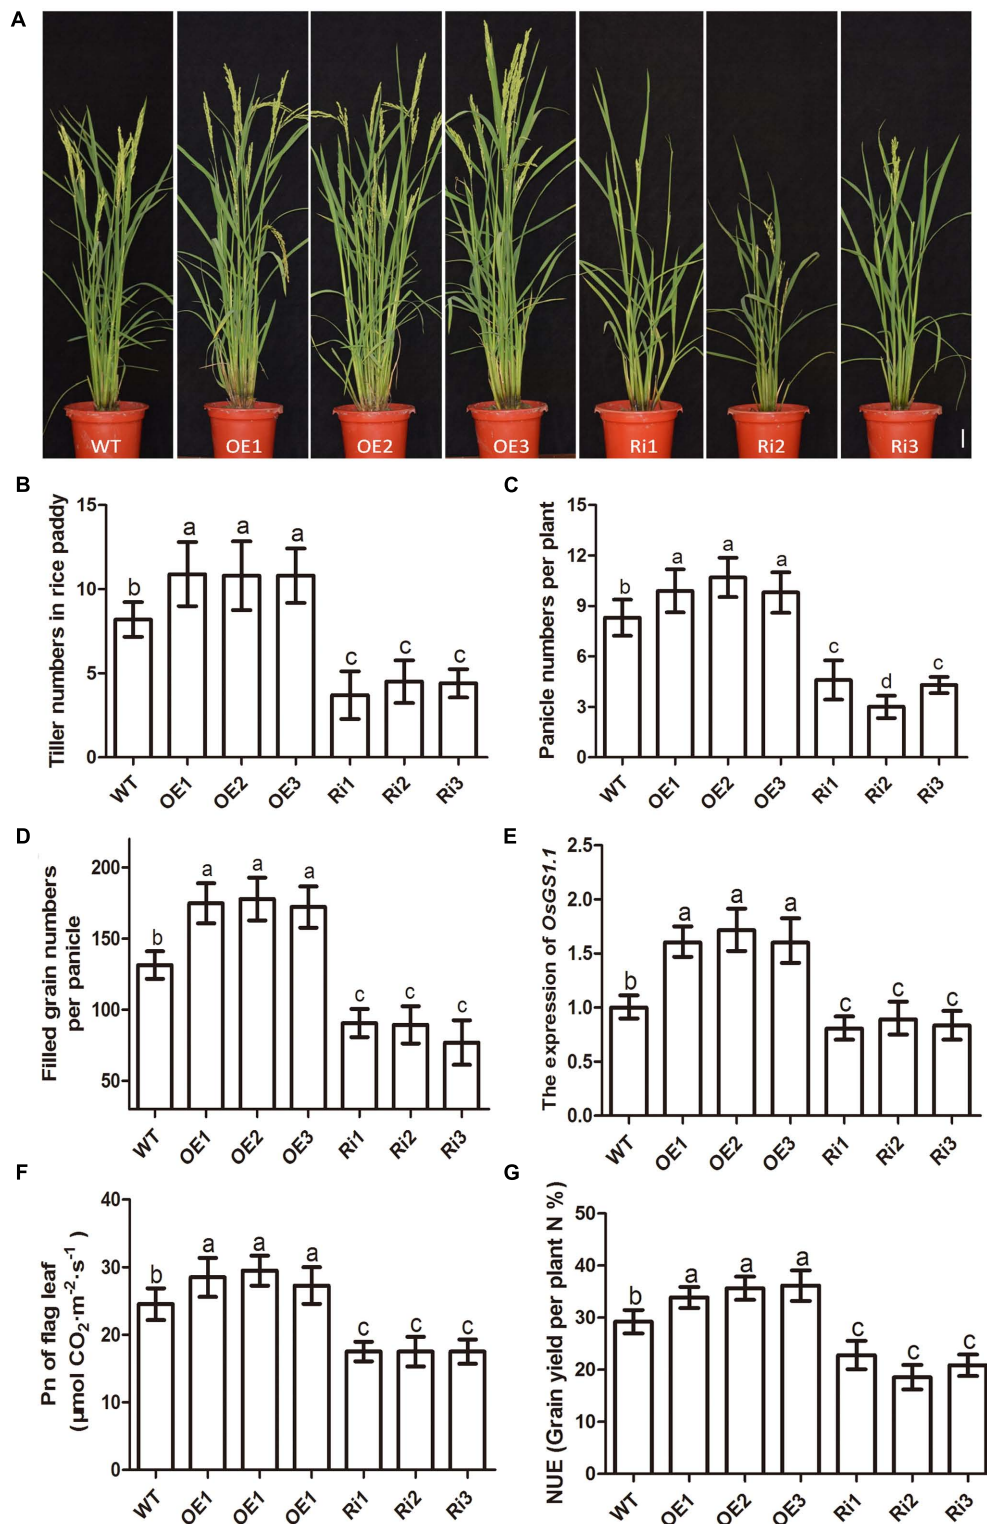 A
WT
OE1
OE2
OE3
Ri1
Ri2
Ri3
B
Tiller numbers in rice paddy
15
10
5
0
b
a
a
a
c
c
c
WT
OE1
OE2
OE3
Ri1
Ri2
Ri3
C
Panicle numbers per plant
15
12
9
6
3
0
b
a
a
a
c
d
c
WT
OE1
OE2
OE3
Ri1
Ri2
Ri3
D
Filled grain numbers
per panicle
200
150
100
50
b
a
a
a
c
c
c
WT
OE1
OE2
OE3
Ri1
Ri2
Ri3
E
The expression of OsGS1.1
2.5
2.0
1.5
1.0
0.5
0.0
b
a
a
a
c
c
c
WT
OE1
OE2
OE3
Ri1
Ri2
Ri3
F
Pn of flag leaf
(μmol CO₂·m⁻²·s⁻¹ )
40
30
20
10
0
b
a
a
a
c
c
c
WT
OE1
OE1
OE1
Ri1
Ri2
Ri3
G
NUE (Grain yield per plant N %)
50
40
30
20
10
0
b
a
a
a
c
c
c
WT
OE1
OE2
OE3
Ri1
Ri2
Ri3